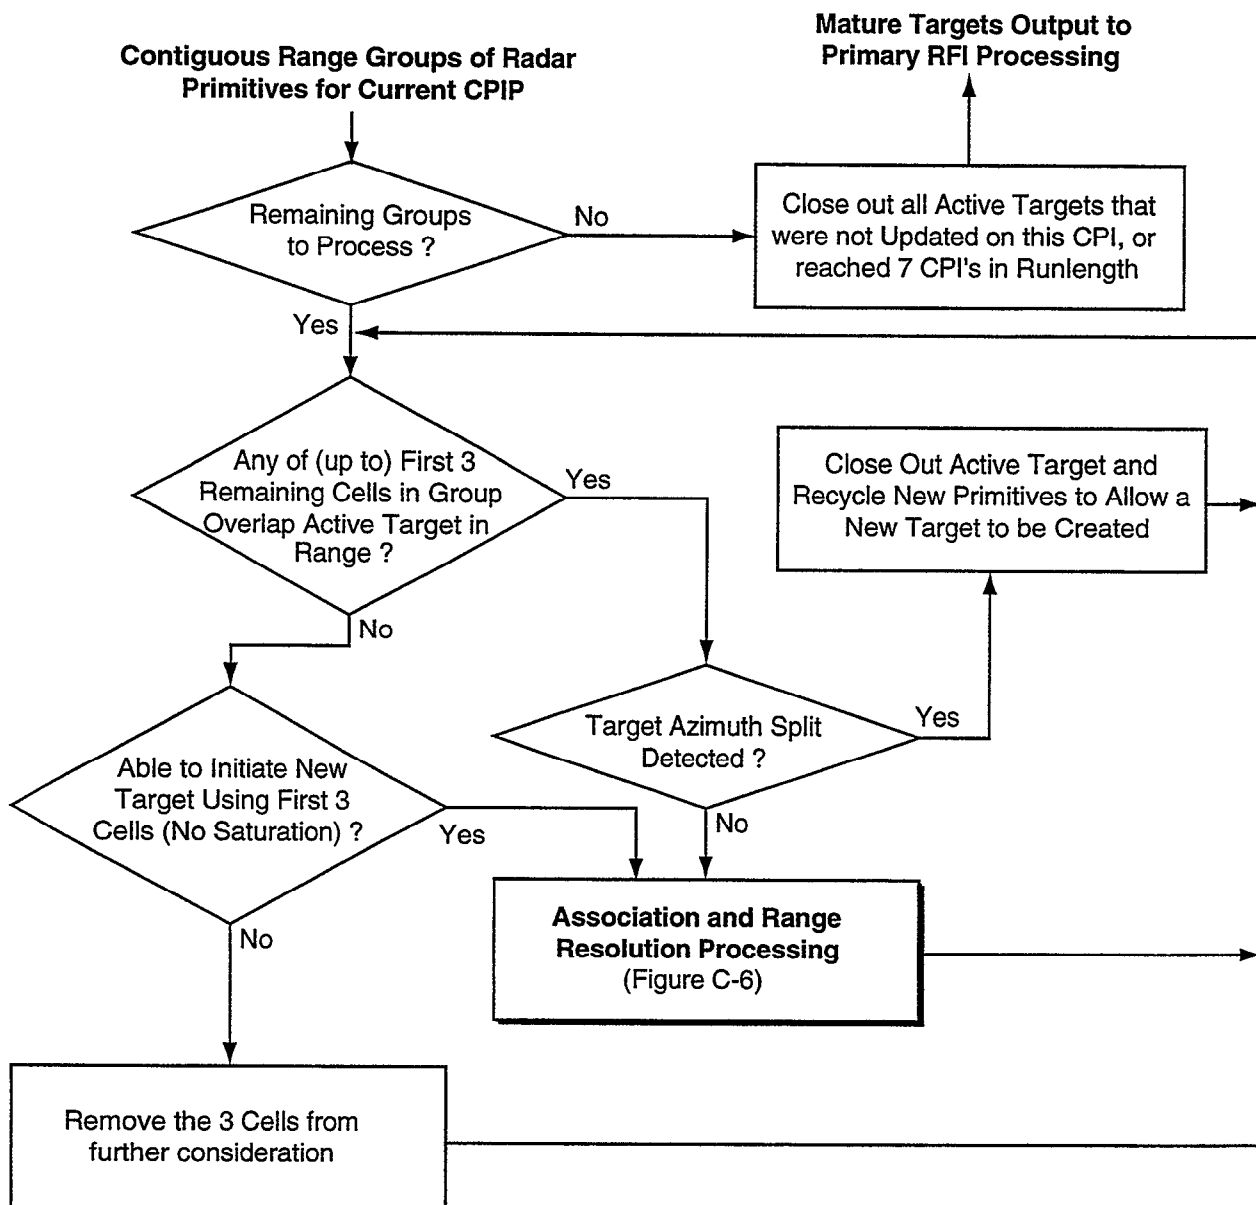 Contiguous Range Groups of Radar
Primitives for Current CPIP
Mature Targets Output to
Primary RFI Processing
Remaining Groups
to Process ?
No
Close out all Active Targets that
were not Updated on this CPI, or
reached 7 CPI's in Runlength
Yes
Any of (up to) First 3
Remaining Cells in Group
Overlap Active Target in
Range ?
Yes
Close Out Active Target and
Recycle New Primitives to Allow a
New Target to be Created
No
Target Azimuth Split
Detected ?
Yes
Able to Initiate New
Target Using First 3
Cells (No Saturation) ?
Yes
No
Association and Range
Resolution Processing
(Figure C-6)
No
Remove the 3 Cells from
further consideration